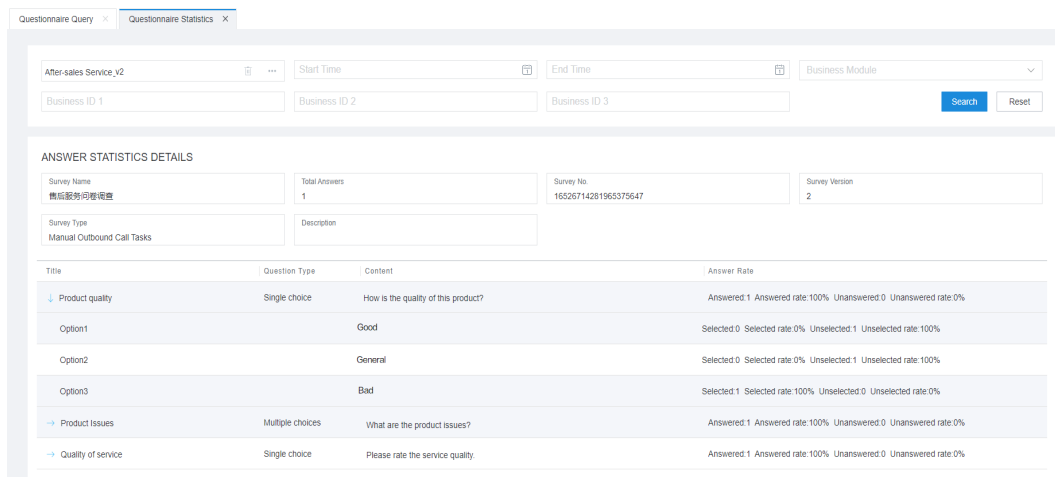 Questionnaire Query × Questionnaire Statistics ×
After-sales Service_v2 ... Start Time End Time Business Module
Business ID 1 Business ID 2 Business ID 3 Search Reset
ANSWER STATISTICS DETAILS
Survey Name Total Answers Survey No. Survey Version
售后服务问卷调查 1 16526714281965375647 2
Survey Type Description
Manual Outbound Call Tasks
Title Question Type Content Answer Rate
↓ Product quality Single choice How is the quality of this product? Answered:1 Answered rate:100% Unanswered:0 Unanswered rate:0%
Option1 Good Selected:0 Selected rate:0% Unselected:1 Unselected rate:100%
Option2 General Selected:0 Selected rate:0% Unselected:1 Unselected rate:100%
Option3 Bad Selected:1 Selected rate:100% Unselected:0 Unselected rate:0%
→ Product Issues Multiple choices What are the product issues? Answered:1 Answered rate:100% Unanswered:0 Unanswered rate:0%
→ Quality of service Single choice Please rate the service quality. Answered:1 Answered rate:100% Unanswered:0 Unanswered rate:0%